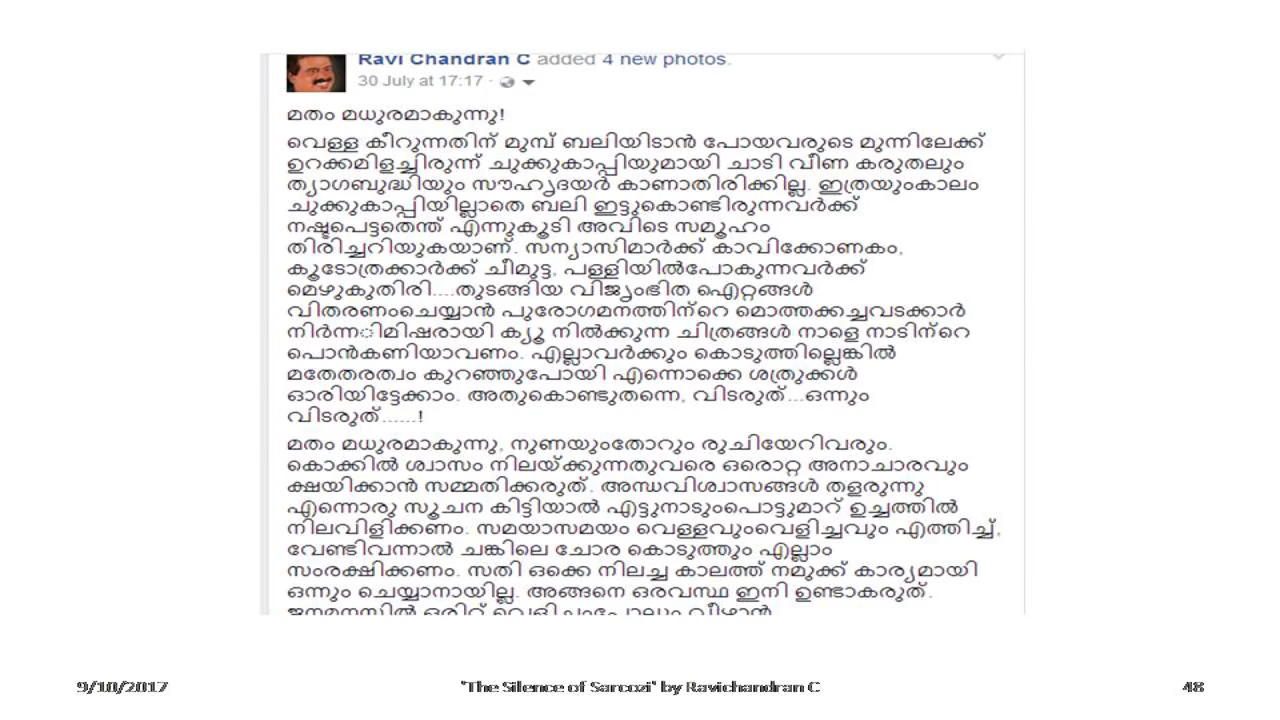 Ravi Chandran C added 4 new photos.
30 July at 17:17 ·
മതം മധുരമാകുന്നു!
വെള്ള കീറുന്നതിന് മുമ്പ് ബലിയിടാൻ പോയവരുടെ മുന്നിലേക്ക്
ഉറക്കമിളച്ചിരുന്ന് ചുക്കുകാപ്പിയുമായി ചാടി വീണ കരുതലും
ത്യാഗബുദ്ധിയും സൗഹൃദയർ കാണാതിരിക്കില്ല. ഇത്രയുംകാലം
ചുക്കുകാപ്പിയില്ലാതെ ബലി ഇട്ടുകൊണ്ടിരുന്നവർക്ക്
നഷ്ടപെട്ടതെന്ത് എന്നുകൂടി അവിടെ സമൂഹം
തിരിച്ചറിയുകയാണ്. സന്യാസിമാർക്ക് കാവിക്കോണകം,
കൂടോത്രക്കാർക്ക് ചീമുട്ട, പള്ളിയിൽപോകുന്നവർക്ക്
മെഴുകുതിരി....തുടങ്ങിയ വിജൃംഭിത ഐറ്റങ്ങൾ
വിതരണംചെയ്യാൻ പുരോഗമനത്തിന്റെ മൊത്തക്കച്ചവടക്കാർ
നിർന്നിമിഷരായി ക്യൂ നിൽക്കുന്ന ചിത്രങ്ങൾ നാളെ നാടിന്റെ
പൊൻകണിയാവണം. എല്ലാവർക്കും കൊടുത്തില്ലെങ്കിൽ
മതേതരത്വം കുറഞ്ഞുപോയി എന്നൊക്കെ ശത്രുക്കൾ
ഓരിയിട്ടേക്കാം. അതുകൊണ്ടുതന്നെ, വിടരുത്...ഒന്നും
വിടരുത്......!
മതം മധുരമാകുന്നു, നുണയുംതോറും രുചിയേറിവരും.
കൊക്കിൽ ശ്വാസം നിലയ്ക്കുന്നതുവരെ ഒരൊറ്റ അനാചാരവും
ക്ഷയിക്കാൻ സമ്മതിക്കരുത്. അന്ധവിശ്വാസങ്ങൾ തളരുന്നു
എന്നൊരു സൂചന കിട്ടിയാൽ എട്ടുനാടുംപൊട്ടുമാറ് ഉച്ചത്തിൽ
നിലവിളിക്കണം. സമയാസമയം വെള്ളവുംവെളിച്ചവും എത്തിച്ച്,
വേണ്ടിവന്നാൽ ചങ്കിലെ ചോര കൊടുത്തും എല്ലാം
സംരക്ഷിക്കണം. സതി ഒക്കെ നിലച്ച കാലത്ത് നമുക്ക് കാര്യമായി
ഒന്നും ചെയ്യാനായില്ല. അങ്ങനെ ഒരവസ്ഥ ഇനി ഉണ്ടാകരുത്.
9/10/2017
'The Silence of Sarcozi' by Ravichandran C
48